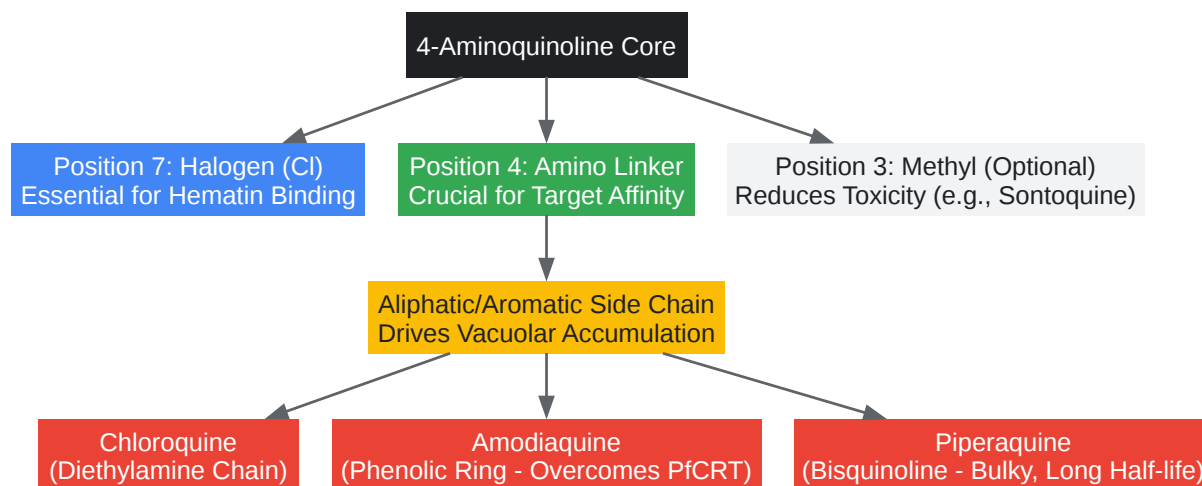 4-Aminoquinoline Core
Position 7: Halogen (Cl)
Essential for Hematin Binding
Position 4: Amino Linker
Crucial for Target Affinity
Position 3: Methyl (Optional)
Reduces Toxicity (e.g., Sontoquine)
Aliphatic/Aromatic Side Chain
Drives Vacuolar Accumulation
Chloroquine
(Diethylamine Chain)
Amodiaquine
(Phenolic Ring - Overcomes PfCRT)
Piperaquine
(Bisquinoline - Bulky, Long Half-life)